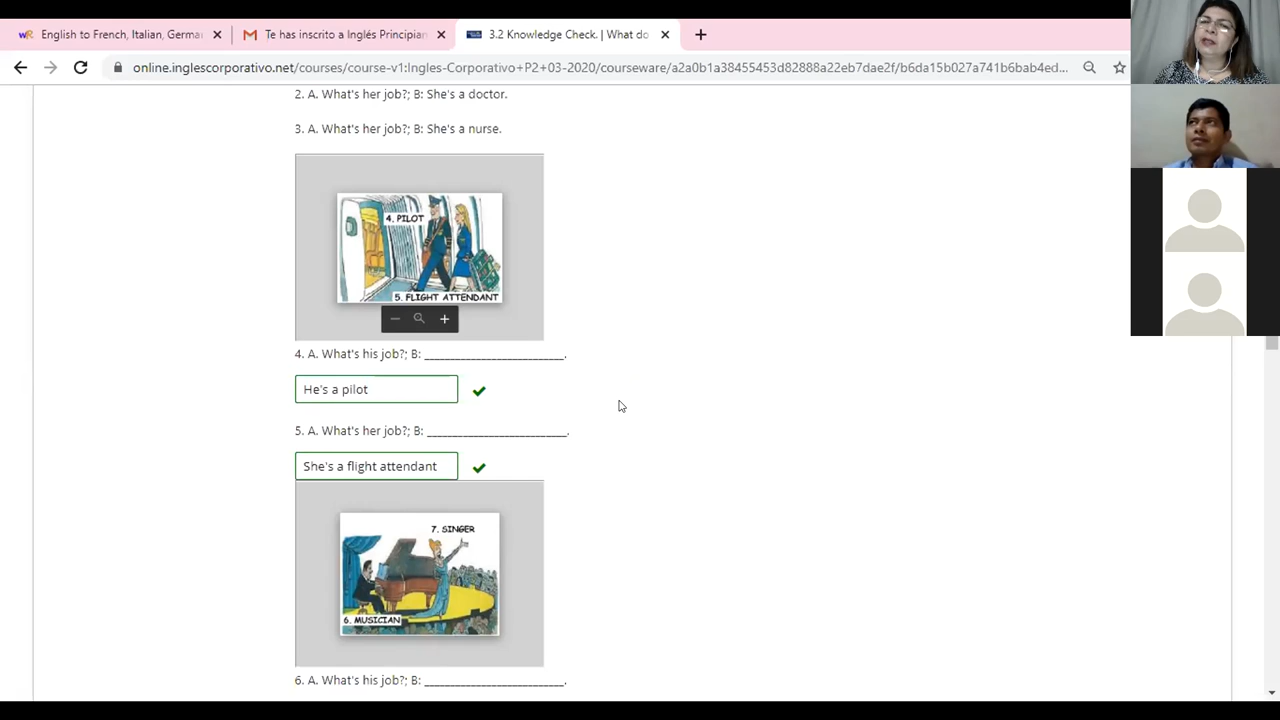 English to French, Italian, Germa
Te has inscrito a Inglés Principian
3.2 Knowledge Check. | What do
online.inglescorporativo.net/courses/course-v1:Ingles-Corporativo+P2+03-2020/courseware/a2a0b1a38455453d82888a22eb7dae2f/b6da15b027a741b6bab4ed...
2. A. What's her job?; B: She's a doctor.
3. A. What's her job?; B: She's a nurse.
4. PILOT
5. FLIGHT ATTENDANT
4. A. What's his job?; B: _________________________.
He's a pilot
5. A. What's her job?; B: _________________________.
She's a flight attendant
7. SINGER
6. MUSICIAN
6. A. What's his job?; B: _________________________.